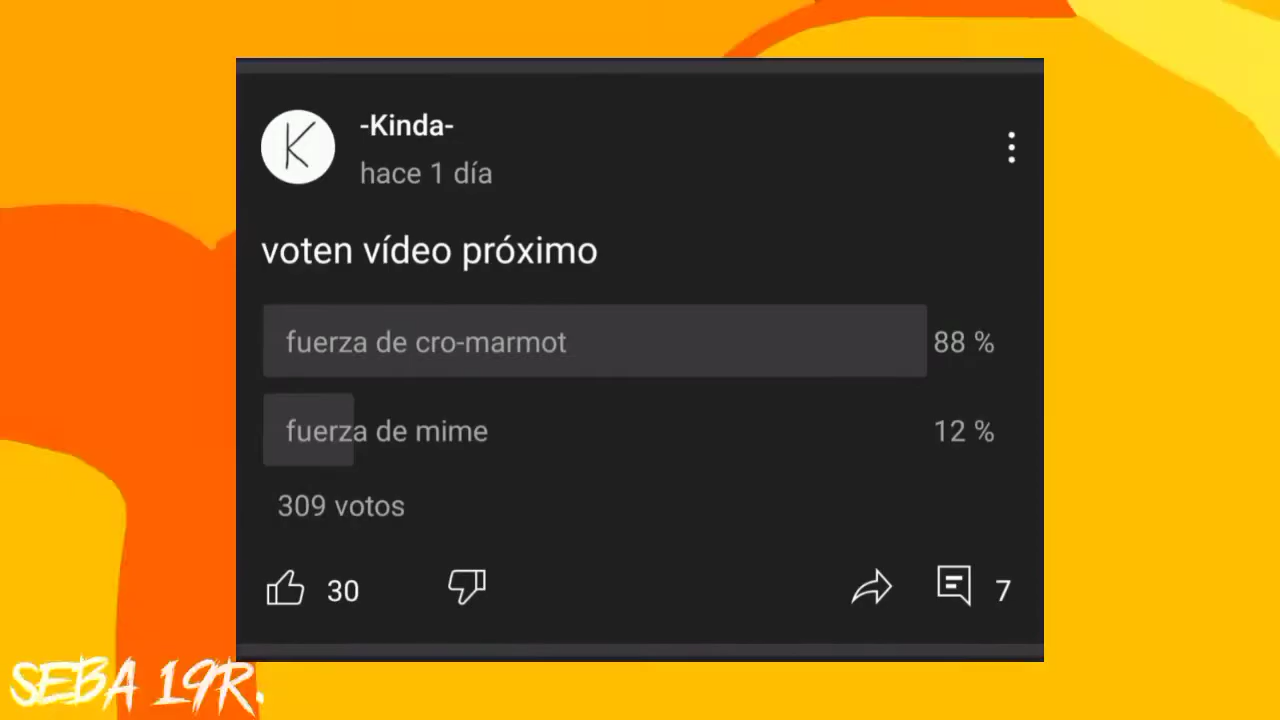 -Kinda-
hace 1 día
voten vídeo próximo
fuerza de cro-marmot 88 %
fuerza de mime 12 %
309 votos
30 7
SEBA 19R.